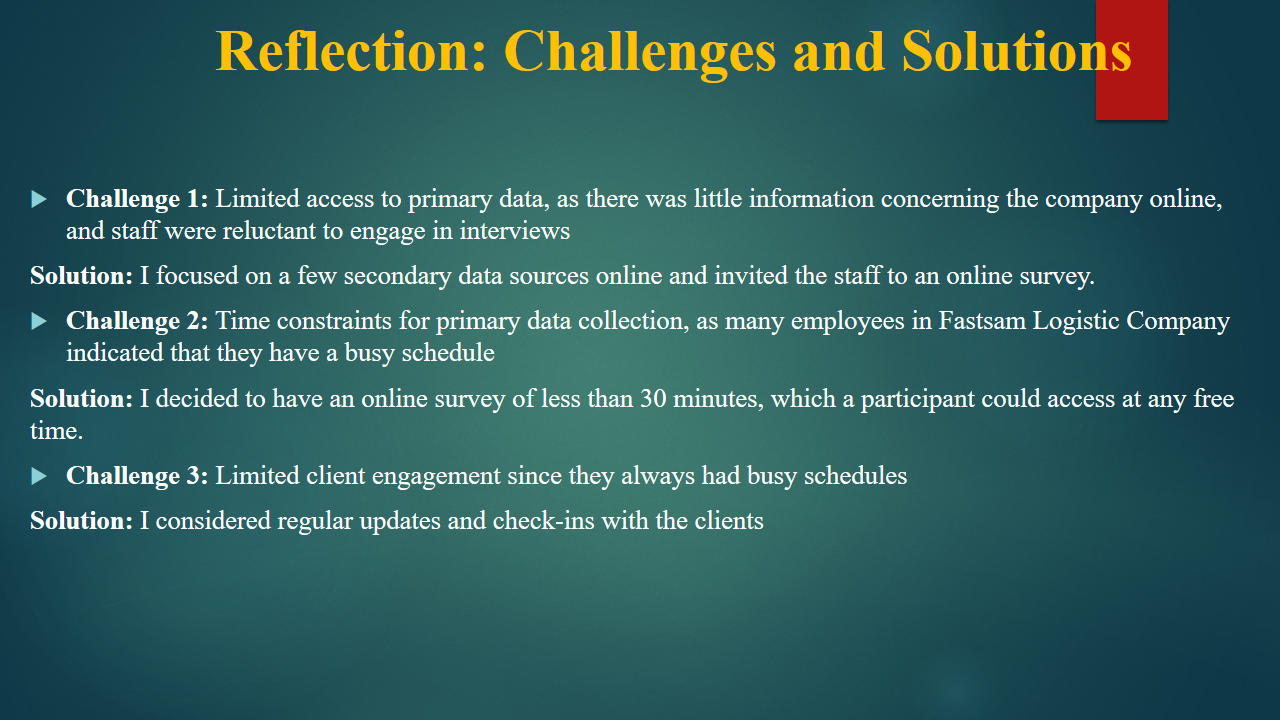 Reflection: Challenges and Solutions
Challenge 1: Limited access to primary data, as there was little information concerning the company online,
and staff were reluctant to engage in interviews
Solution: I focused on a few secondary data sources online and invited the staff to an online survey.
Challenge 2: Time constraints for primary data collection, as many employees in Fastsam Logistic Company
indicated that they have a busy schedule
Solution: I decided to have an online survey of less than 30 minutes, which a participant could access at any free
time.
Challenge 3: Limited client engagement since they always had busy schedules
Solution: I considered regular updates and check-ins with the clients